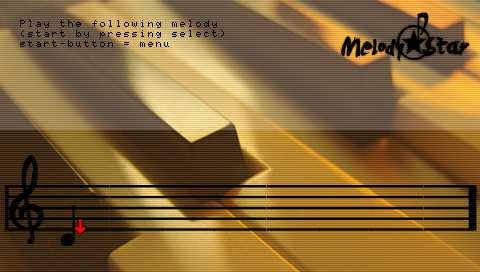 Play the following melody
(start by pressing select)
start-button = menu
Melody Star